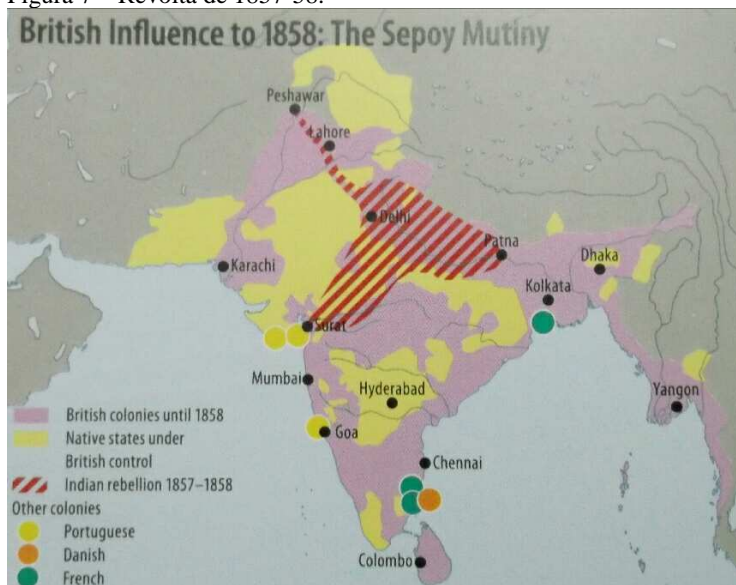 Figura 7 – Revolta de 1857-58.
British Influence to 1858: The Sepoy Mutiny
Peshawar
Lahore
Delhi
Patna
Dhaka
Karachi
Kolkata
Surat
Mumbai
Hyderabad
Yangon
Goa
Chennai
Colombo
British colonies until 1858
Native states under
British control
Indian rebellion 1857–1858
Other colonies
Portuguese
Danish
French